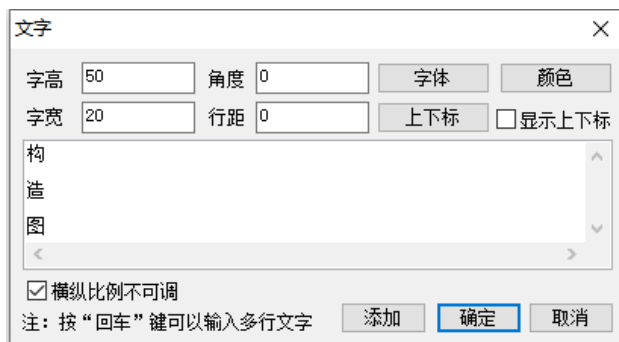 文字
字高 50 角度 0 字体 颜色
字宽 20 行距 0 上下标 显示上下标
构
造
图
横纵比例不可调
注：按“回车”键可以输入多行文字 添加 确定 取消